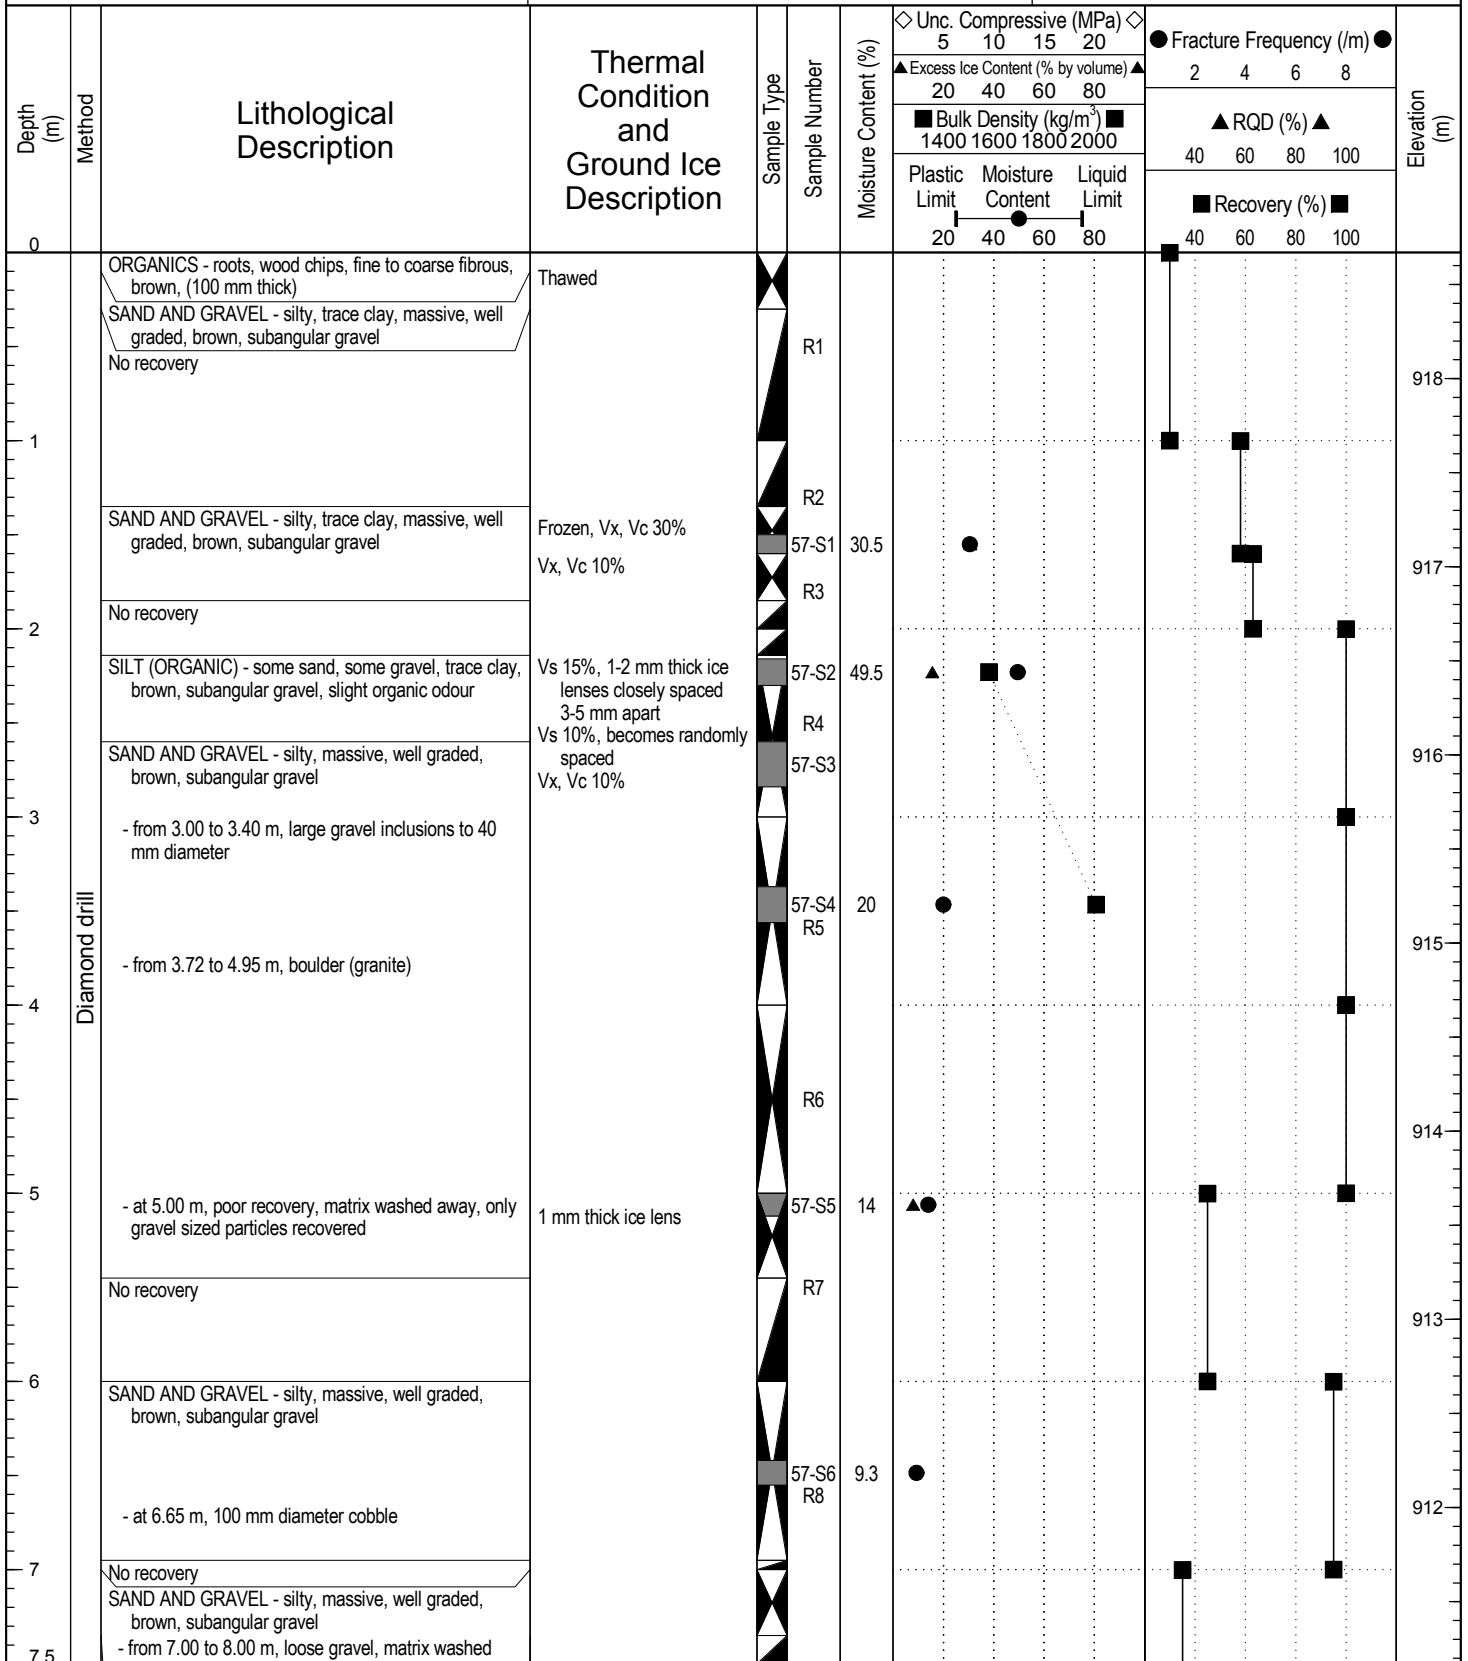 Depth (m)
Method
Lithological
Description
Thermal
Condition
and
Ground Ice
Description
Sample Type
Sample Number
Moisture Content (%)
Unc. Compressive (MPa)
5 10 15 20
Excess Ice Content (% by volume)
20 40 60 80
Bulk Density (kg/m3)
1400 1600 1800 2000
Plastic Moisture Liquid
Limit Content Limit
20 40 60 80
Fracture Frequency (/m)
2 4 6 8
RQD (%)
40 60 80 100
Recovery (%)
40 60 80 100
Elevation (m)
0
ORGANICS - roots, wood chips, fine to coarse fibrous,
brown, (100 mm thick)
Thawed
SAND AND GRAVEL - silty, trace clay, massive, well
graded, brown, subangular gravel
R1
No recovery
918
1
R2
SAND AND GRAVEL - silty, trace clay, massive, well
graded, brown, subangular gravel
Frozen, Vx, Vc 30%
57-S1 30.5
Vx, Vc 10%
917
R3
No recovery
2
SILT (ORGANIC) - some sand, some gravel, trace clay,
brown, subangular gravel, slight organic odour
Vs 15%, 1-2 mm thick ice
lenses closely spaced
3-5 mm apart
57-S2 49.5
R4
Vs 10%, becomes randomly
spaced
Vx, Vc 10%
SAND AND GRAVEL - silty, massive, well graded,
brown, subangular gravel
57-S3
916
3
- from 3.00 to 3.40 m, large gravel inclusions to 40
mm diameter
57-S4 20
R5
Diamond drill
915
- from 3.72 to 4.95 m, boulder (granite)
4
R6
914
5
- at 5.00 m, poor recovery, matrix washed away, only
gravel sized particles recovered
1 mm thick ice lens
57-S5 14
No recovery
R7
913
6
SAND AND GRAVEL - silty, massive, well graded,
brown, subangular gravel
57-S6 9.3
R8
- at 6.65 m, 100 mm diameter cobble
912
7
No recovery
SAND AND GRAVEL - silty, massive, well graded,
brown, subangular gravel
- from 7.00 to 8.00 m, loose gravel, matrix washed
7.5